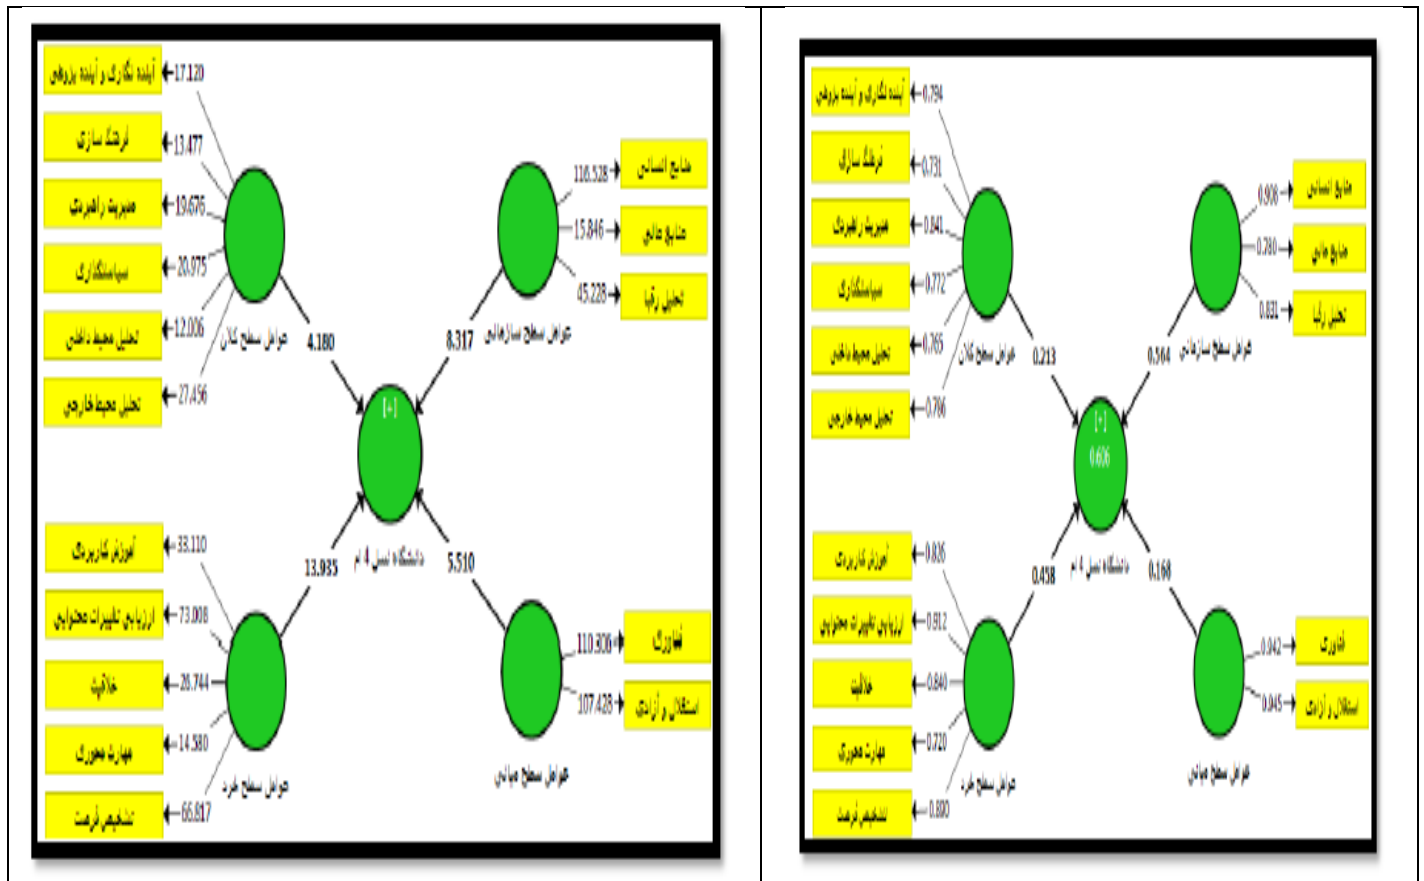 آینده نگاری و آینده پژوهی
17.120
فرهنگ سازی
13.477
مدیریت راهبردی
19.676
سیاستگذاری
20.975
تحلیل محیط داخلی
12.006
تحلیل محیط خارجی
27.456
عوامل سطح کلان
4.180
منابع انسانی
116.528
منابع مالی
15.846
تحلیل رقبا
45.228
عوامل سطح سازمانی
8.317
[+]
دانشگاه نسل 4 ام
آموزش کاربردی
33.110
ارزیابی تغییرات محتوایی
73.008
خلاقیت
26.744
مهارت محوری
14.580
تشخیص فرصت
66.817
عوامل سطح خرد
13.935
5.510
فناوری
110.306
استقلال و آزادی
107.428
عوامل سطح میانی
آینده نگاری و آینده پژوهی
0.794
فرهنگ سازی
0.731
مدیریت راهبردی
0.841
سیاستگذاری
0.772
تحلیل محیط داخلی
0.765
تحلیل محیط خارجی
0.786
عوامل سطح کلان
0.213
منابع انسانی
0.908
منابع مالی
0.780
تحلیل رقبا
0.831
عوامل سطح سازمانی
0.564
[+]
0.606
دانشگاه نسل 4 ام
آموزش کاربردی
0.826
ارزیابی تغییرات محتوایی
0.912
خلاقیت
0.840
مهارت محوری
0.720
تشخیص فرصت
0.890
عوامل سطح خرد
0.458
0.168
فناوری
0.942
استقلال و آزادی
0.945
عوامل سطح میانی